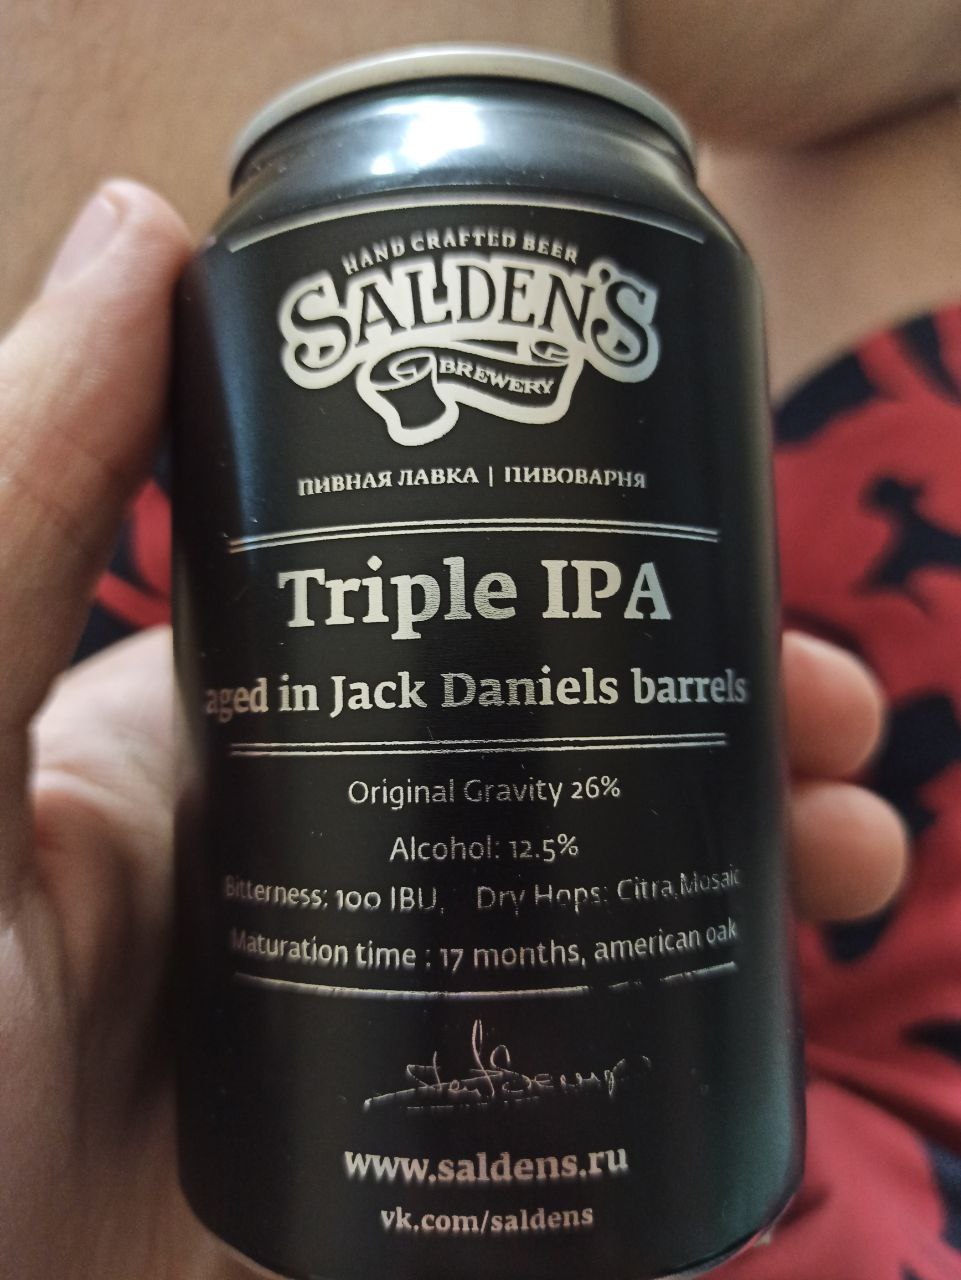 HAND CRAFTED BEER
SALDEN'S
BREWERY
ПИВНАЯ ЛАВКА | ПИВОВАРНЯ
Triple IPA
aged in Jack Daniels barrels
Original Gravity 26%
Alcohol: 12.5%
Bitterness: 100 IBU, Dry Hops: Citra,Mosaic
Maturation time : 17 months, american oak
www.saldens.ru
vk.com/saldens